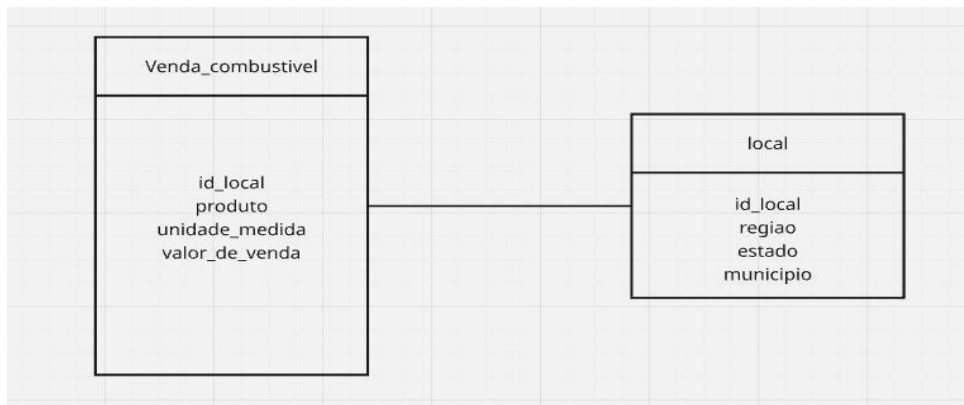 Venda_combustivel
id_local
produto
unidade_medida
valor_de_venda
local
id_local
regiao
estado
municipio